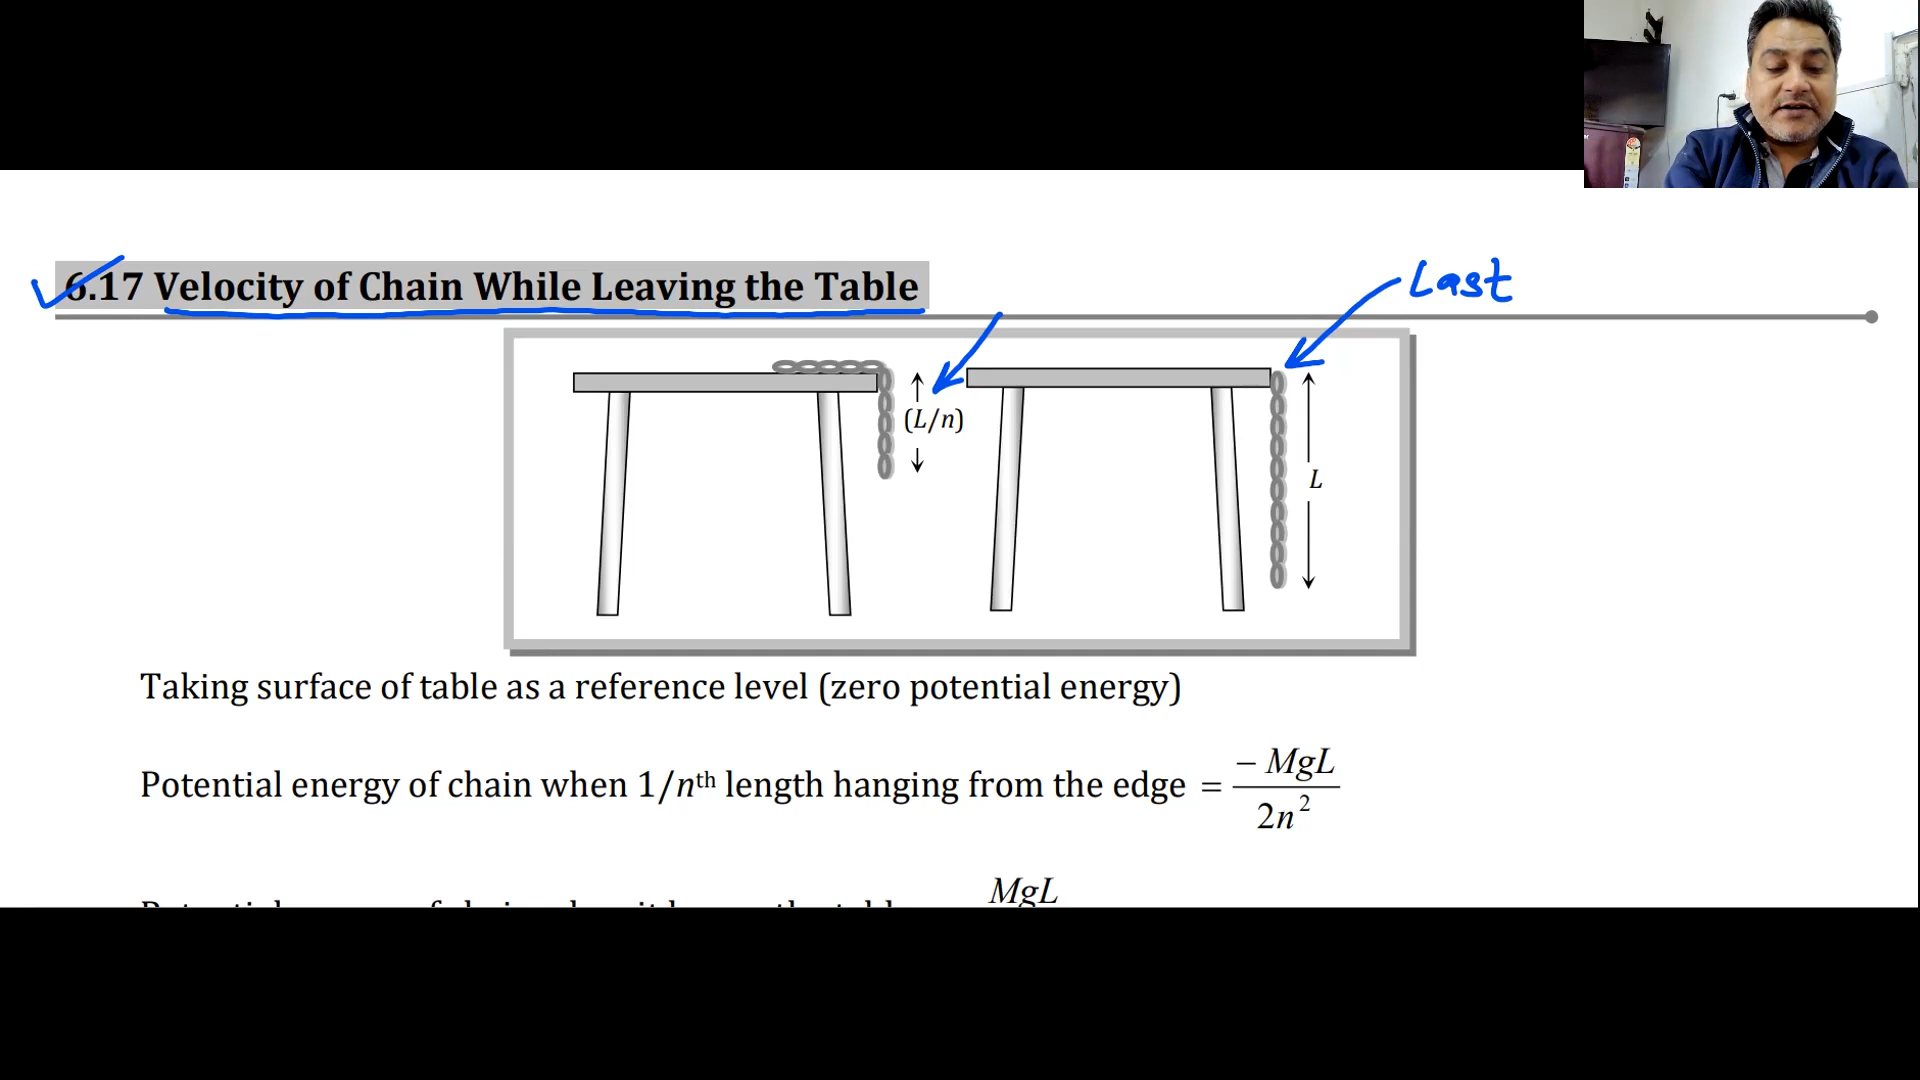 6.17 Velocity of Chain While Leaving the Table
Last
(L/n)
L
Taking surface of table as a reference level (zero potential energy)
Potential energy of chain when 1/nth length hanging from the edge = − MgL / 2n²
MgL